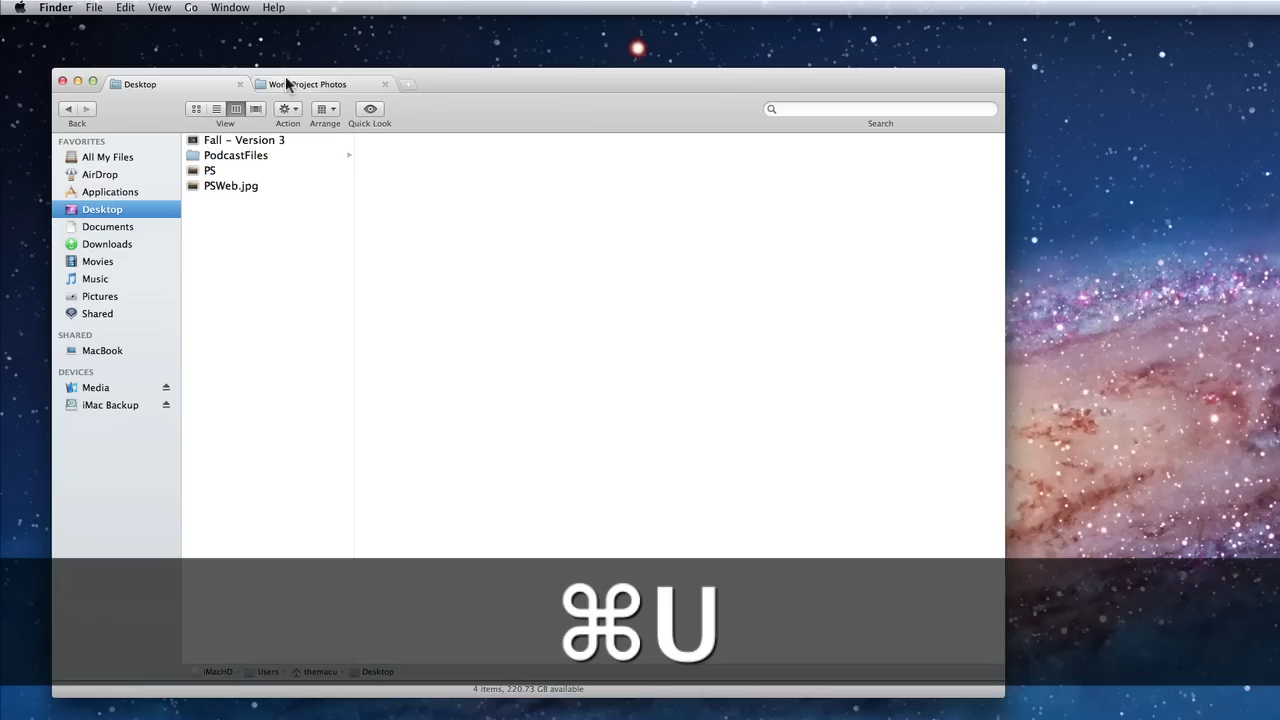 Finder File Edit View Go Window Help
Desktop
Project Photos
Back
View
Action
Arrange
Quick Look
Search
FAVORITES
All My Files
AirDrop
Applications
Desktop
Documents
Downloads
Movies
Music
Pictures
Shared
SHARED
MacBook
DEVICES
Media
iMac Backup
Fall - Version 3
PodcastFiles
PS
PSWeb.jpg
⌘U
iMacHD Users themacu Desktop
4 items, 220.73 GB available